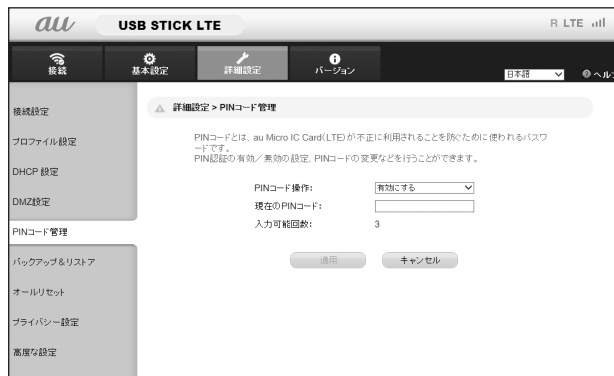 au USB STICK LTE R LTE
接続 基本設定 詳細設定 バージョン 日本語
接続設定
プロファイル設定
DHCP 設定
DMZ設定
PINコード管理
バックアップ&リストア
オールリセット
プライバシー設定
高度な設定
詳細設定 > PINコード管理
PINコードとは、au Micro IC Card(LTE)が不正に利用されることを防ぐために使われるパスワ
ードです。
PIN認証の有効/無効の設定、PINコードの変更などを行うことができます。
PINコード操作: 有効にする
現在のPINコード:
入力可能回数: 3
適用 キャンセル